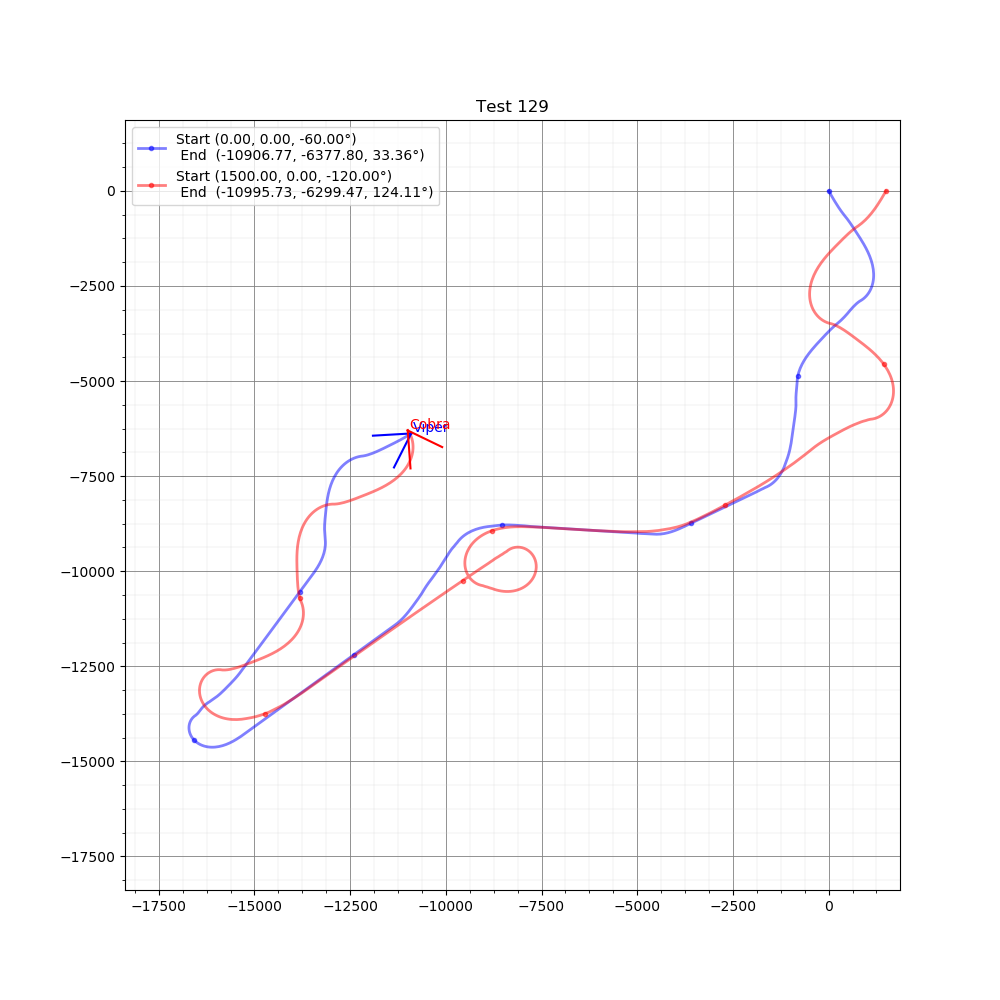 Test 129
Start (0.00, 0.00, -60.00°)
End  (-10906.77, -6377.80, 33.36°)
Start (1500.00, 0.00, -120.00°)
End  (-10995.73, -6299.47, 124.11°)
0
−2500
−5000
−7500
−10000
−12500
−15000
−17500
Cobra
Viper
−17500
−15000
−12500
−10000
−7500
−5000
−2500
0